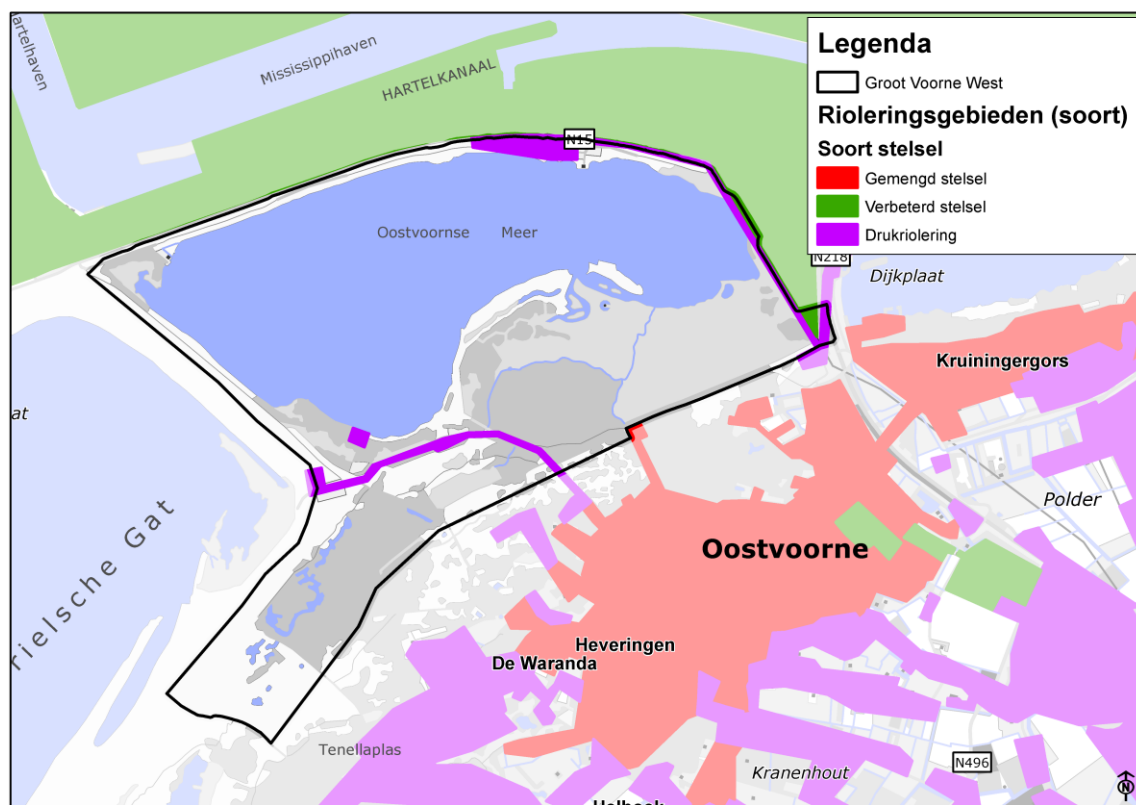 Legenda
Groot Voorne West
Rioleringsgebieden (soort)
Soort stelsel
Gemengd stelsel
Verbeterd stelsel
Drukriolering
Mississippihaven
HARTELKANAAL
N15
Oostvoornse Meer
N218
Dijkplaat
Kruiningergors
Polder
Oostvoorne
Heveringen
De Waranda
Tenellaplas
Kranenhout
N496
N